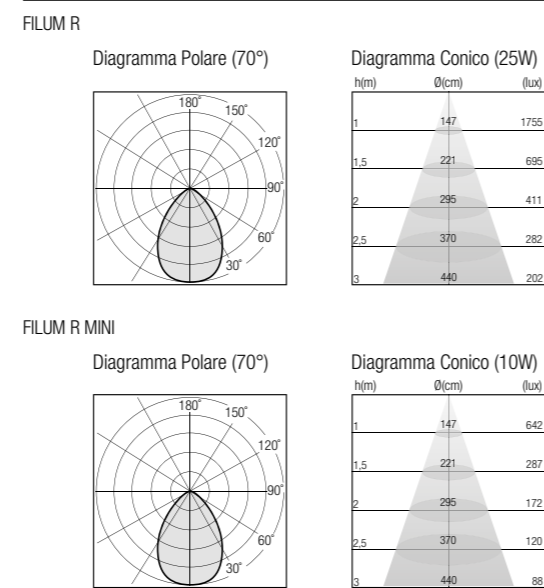 FILUM R
Diagramma Polare (70°)
180°
150°
120°
90°
60°
30°
Diagramma Conico (25W)
h(m) Ø(cm) (lux)
1 147 1755
1,5 221 695
2 295 411
2,5 370 282
3 440 202
FILUM R MINI
Diagramma Polare (70°)
180°
150°
120°
90°
60°
30°
Diagramma Conico (10W)
h(m) Ø(cm) (lux)
1 147 642
1,5 221 287
2 295 172
2,5 370 120
3 440 88